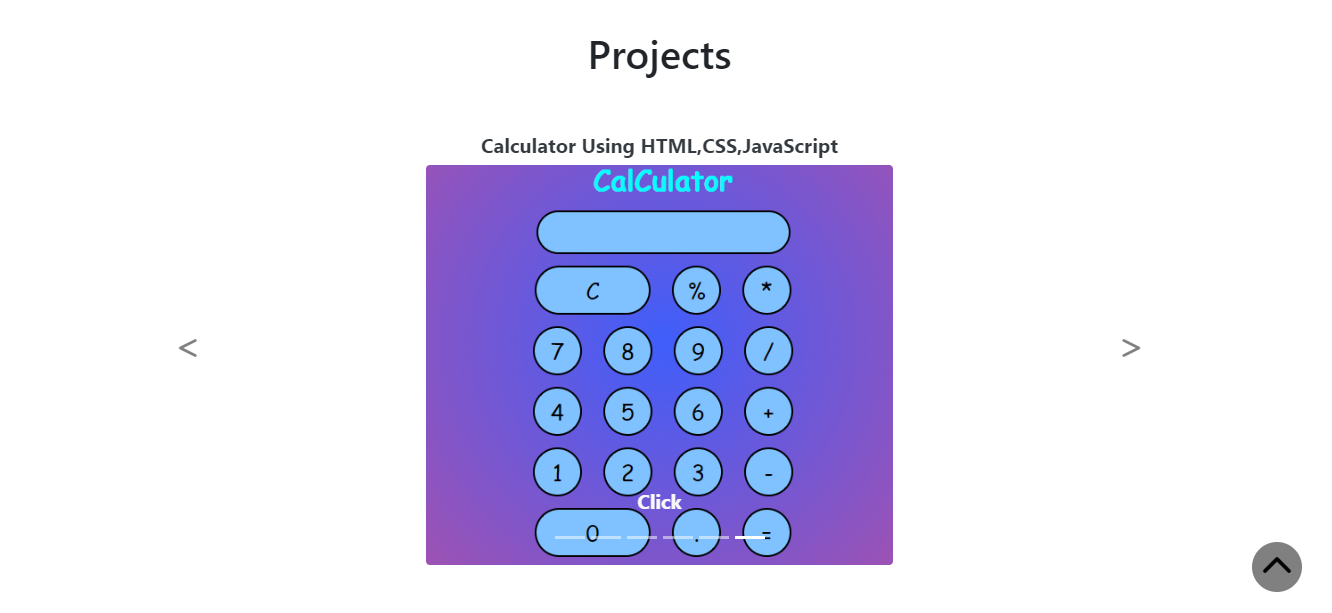 Projects
Calculator Using HTML,CSS,JavaScript
CalCulator
C % *
< 7 8 9 / >
4 5 6 +
1 2 3 -
Click
0 . =